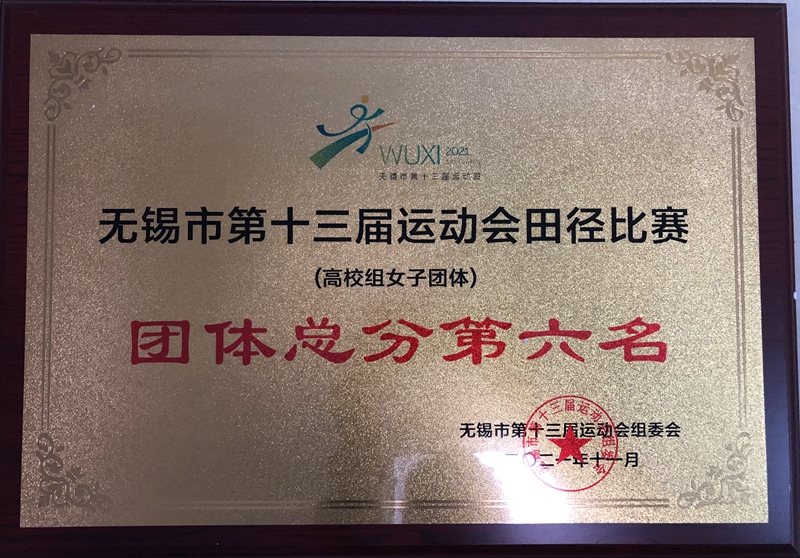 WUXI 2021
无锡市第十三届运动会
无锡市第十三届运动会田径比赛
(高校组女子团体)
团体总分第六名
无锡市第十三届运动会组委会
二〇二一年十一月